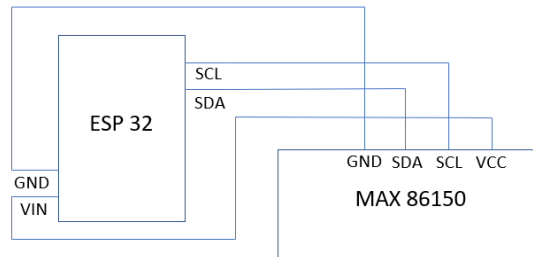 SCL
ESP 32
SDA
GND SDA SCL VCC
GND
MAX 86150
VIN